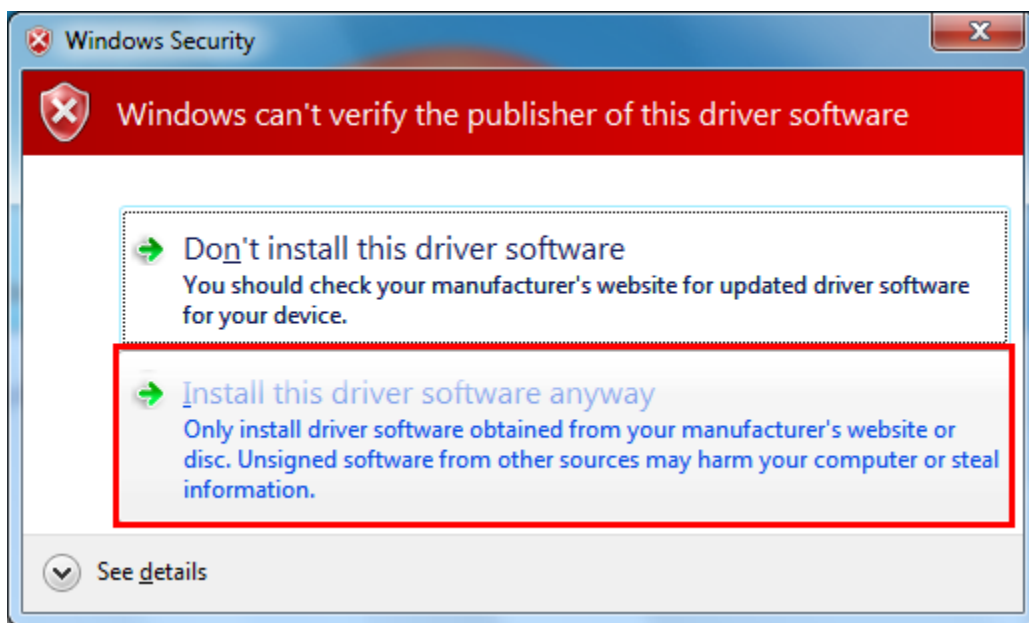 Windows Security
Windows can't verify the publisher of this driver software
Don't install this driver software
You should check your manufacturer's website for updated driver software
for your device.
Install this driver software anyway
Only install driver software obtained from your manufacturer's website or
disc. Unsigned software from other sources may harm your computer or steal
information.
See details